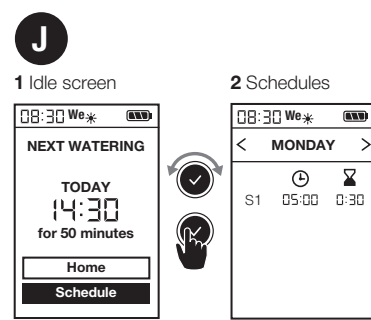 J
1 Idle screen
08:30 We
NEXT WATERING
TODAY
14:30
for 50 minutes
Home
Schedule
2 Schedules
08:30 We
< MONDAY >
S1 05:00 0:30